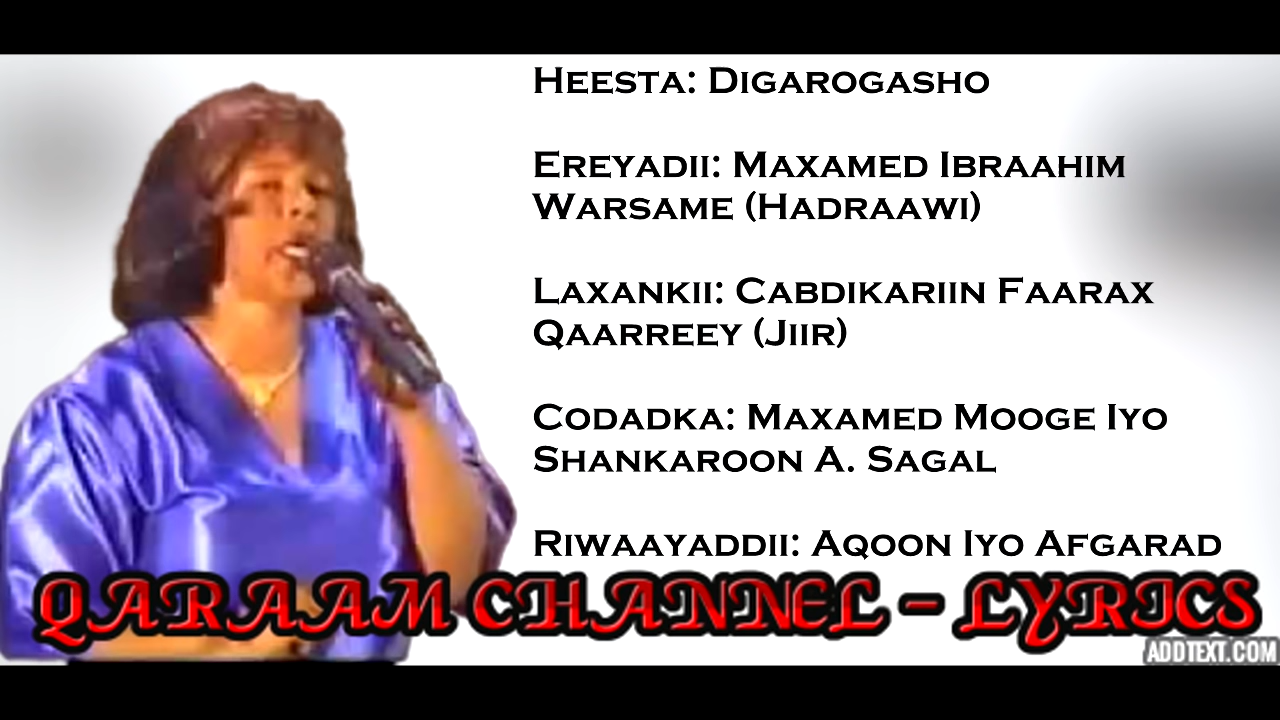 Heesta: Digarogasho
Ereyadii: Maxamed Ibraahim
Warsame (Hadraawi)
Laxankii: Cabdikariin Faarax
Qaarreey (Jiir)
Codadka: Maxamed Mooge Iyo
Shankaroon A. Sagal
Riwaayaddii: Aqoon Iyo Afgarad
QARAAM CHANNEL – LYRICS
ADDTEXT.COM